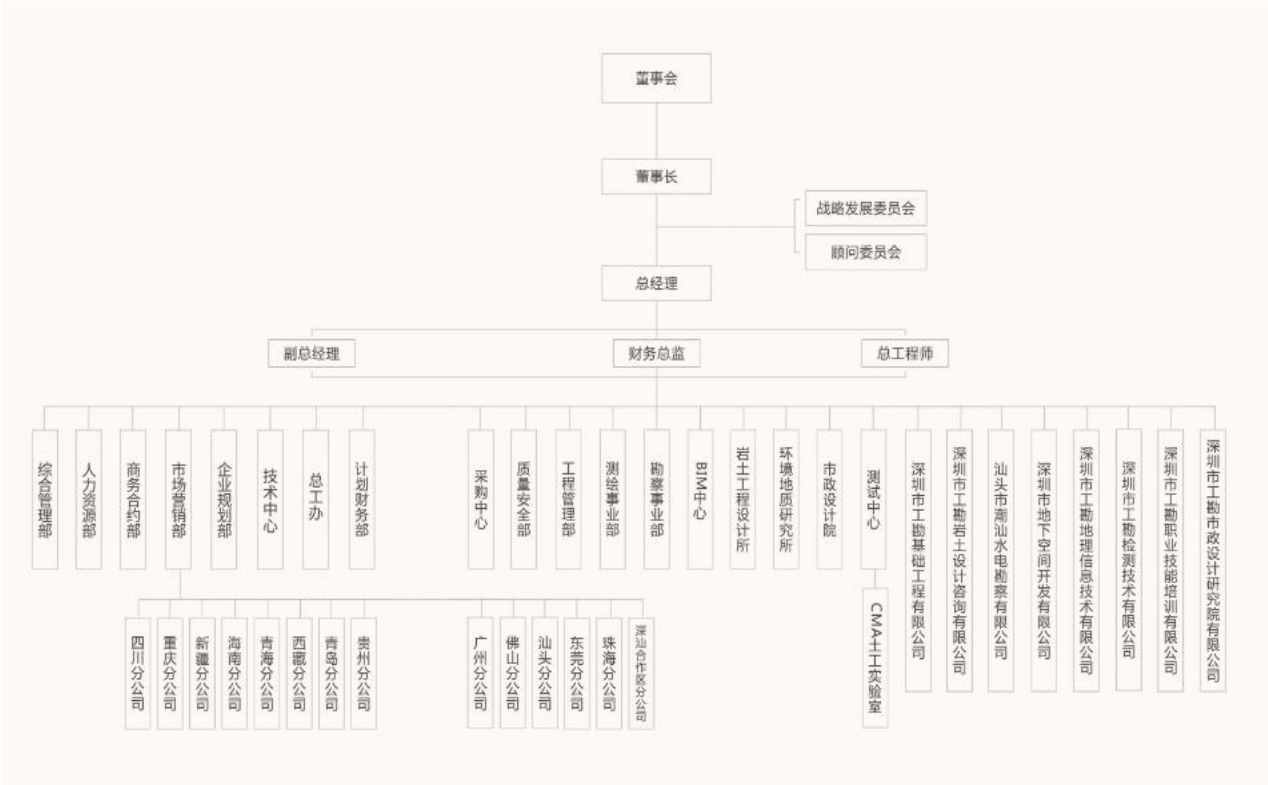 董事会
董事长
战略发展委员会
顾问委员会
总经理
副总经理
财务总监
总工程师
综合管理部
人力资源部
商务合约部
市场营销部
企业规划部
技术中心
总工办
计划财务部
采购中心
质量安全部
工程管理部
测绘事业部
勘察事业部
BIM中心
岩土工程设计所
环境地质研究所
市政设计院
测试中心
深圳市工勘基础工程有限公司
深圳市工勘岩土设计咨询有限公司
汕头市潮汕水电勘察有限公司
深圳市地下空间开发有限公司
深圳市工勘地理信息技术有限公司
深圳市工勘检测技术有限公司
深圳市工勘职业技能培训有限公司
深圳市工勘市政设计研究院有限公司
四川分公司
重庆分公司
新疆分公司
海南分公司
青海分公司
西藏分公司
青岛分公司
贵州分公司
广州分公司
佛山分公司
汕头分公司
东莞分公司
珠海分公司
深汕合作区分公司
CMA土工实验室